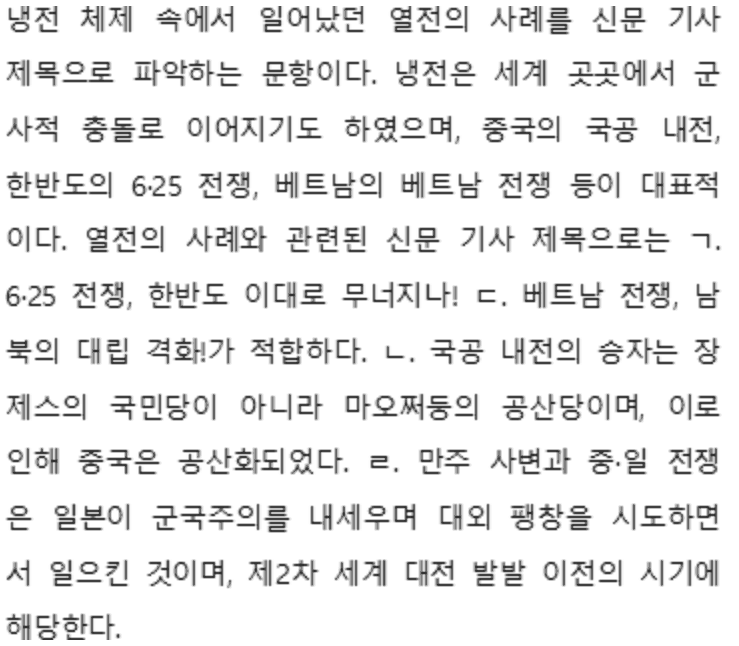 냉전 체제 속에서 일어났던 열전의 사례를 신문 기사
제목으로 파악하는 문항이다. 냉전은 세계 곳곳에서 군
사적 충돌로 이어지기도 하였으며, 중국의 국공 내전,
한반도의 6·25 전쟁, 베트남의 베트남 전쟁 등이 대표적
이다. 열전의 사례와 관련된 신문 기사 제목으로는 ㄱ.
6·25 전쟁, 한반도 이대로 무너지나! ㄷ. 베트남 전쟁, 남
북의 대립 격화!가 적합하다. ㄴ. 국공 내전의 승자는 장
제스의 국민당이 아니라 마오쩌둥의 공산당이며, 이로
인해 중국은 공산화되었다. ㄹ. 만주 사변과 중·일 전쟁
은 일본이 군국주의를 내세우며 대외 팽창을 시도하면
서 일으킨 것이며, 제2차 세계 대전 발발 이전의 시기에
해당한다.